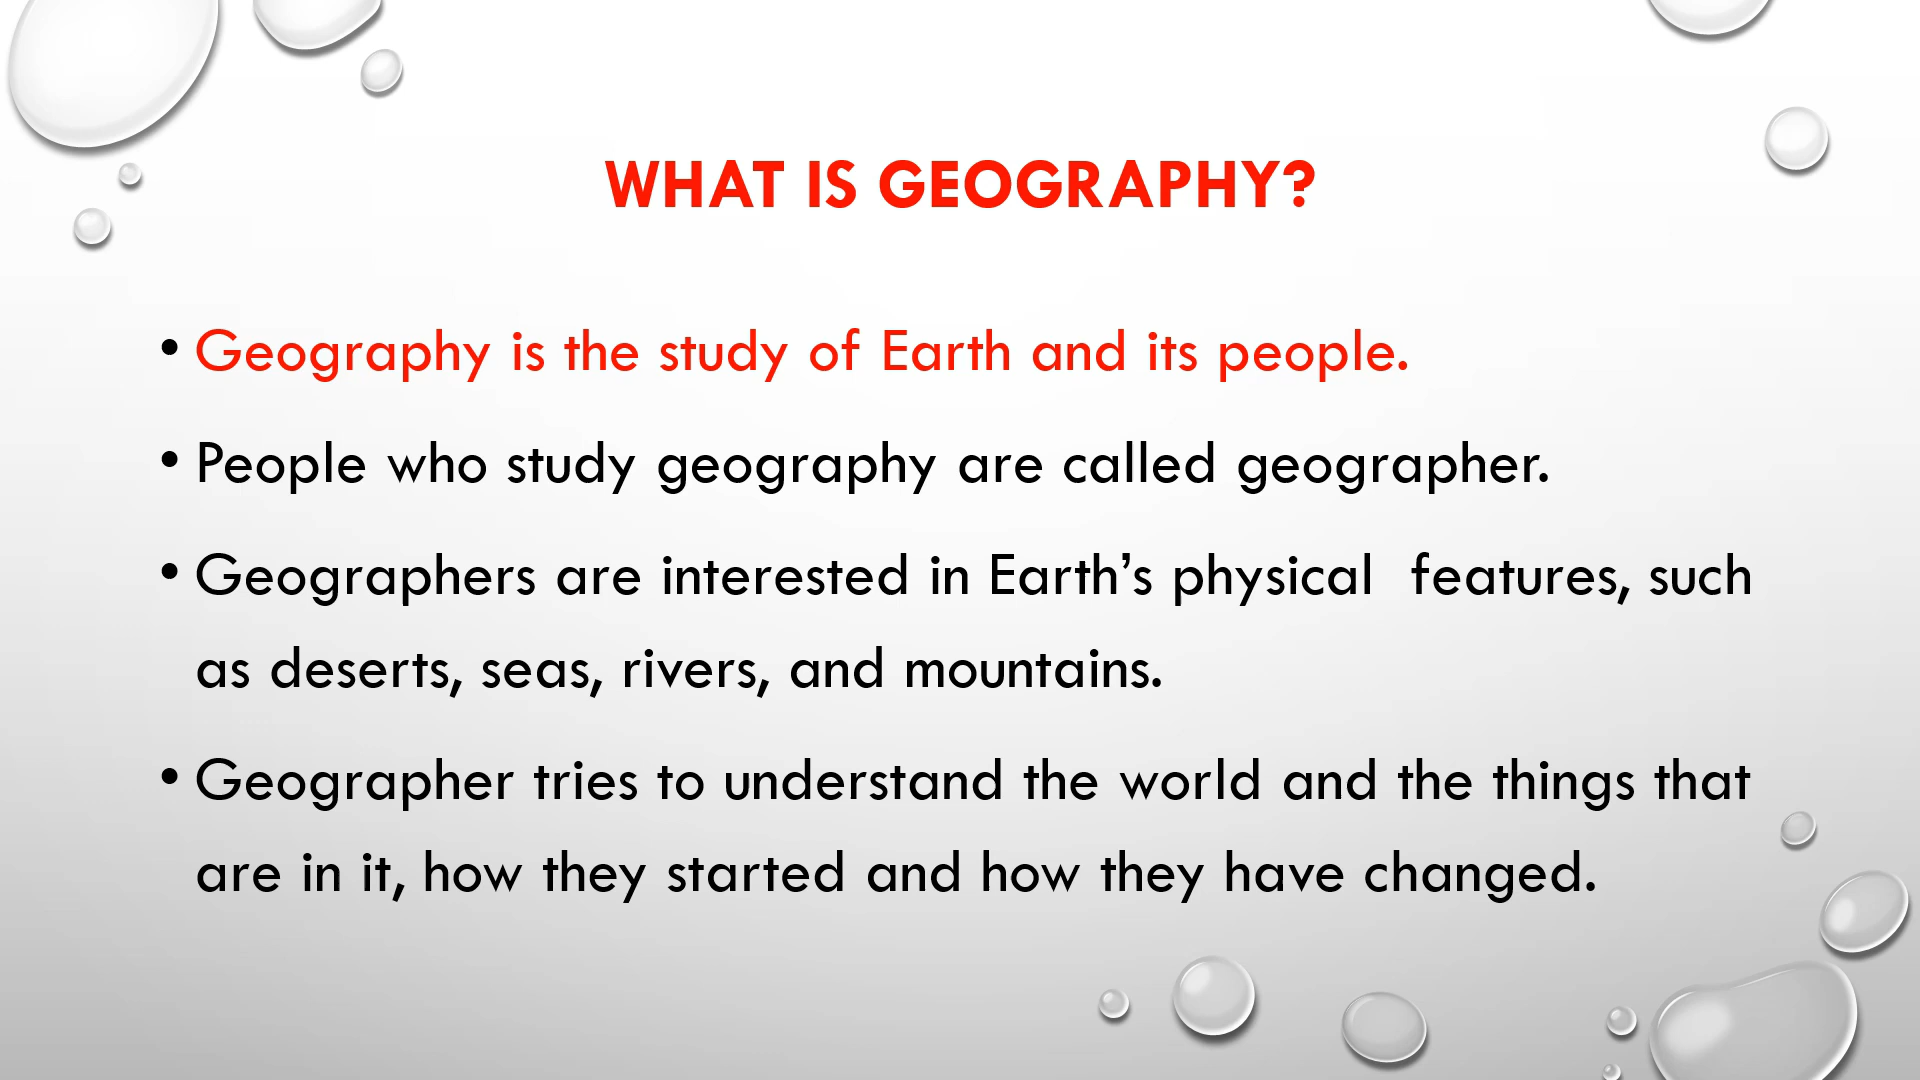 WHAT IS GEOGRAPHY?
• Geography is the study of Earth and its people.
• People who study geography are called geographer.
• Geographers are interested in Earth’s physical  features, such
as deserts, seas, rivers, and mountains.
• Geographer tries to understand the world and the things that
are in it, how they started and how they have changed.